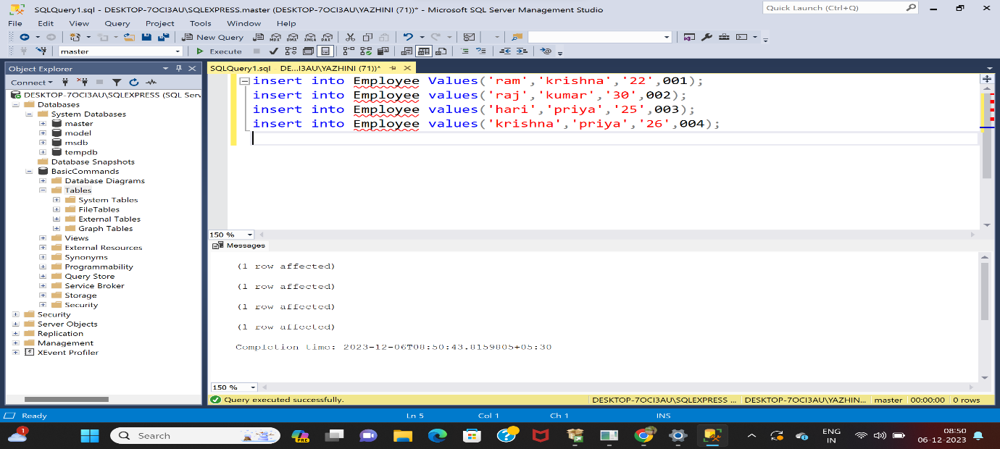 SQLQuery1.sql - DESKTOP-7OCI3AU\SQLEXPRESS.master (DESKTOP-7OCI3AU\YAZHINI (71))* - Microsoft SQL Server Management Studio
Quick Launch (Ctrl+Q)
File Edit View Query Project Tools Window Help
New Query MDX DMX XMLA DAX
master Execute
Object Explorer
Connect
DESKTOP-7OCI3AU\SQLEXPRESS (SQL Serv
Databases
System Databases
master
model
msdb
tempdb
Database Snapshots
BasicCommands
Database Diagrams
Tables
System Tables
FileTables
External Tables
Graph Tables
Views
External Resources
Synonyms
Programmability
Query Store
Service Broker
Storage
Security
Security
Server Objects
Replication
Management
XEvent Profiler
SQLQuery1.sql - DE...I3AU\YAZHINI (71))*
insert into Employee Values('ram','krishna','22',001);
insert into Employee values('raj','kumar','30',002);
insert into Employee values('hari','priya','25',003);
insert into Employee values('krishna','priya','26',004);
150 %
Messages
(1 row affected)
(1 row affected)
(1 row affected)
(1 row affected)
Completion time: 2023-12-06T08:50:43.8159805+05:30
150 %
Query executed successfully. DESKTOP-7OCI3AU\SQLEXPRESS ... DESKTOP-7OCI3AU\YAZHIN... master 00:00:00 0 rows
Ready Ln 5 Col 1 Ch 1 INS
1 Search PRE ENG IN 08:50
06-12-2023